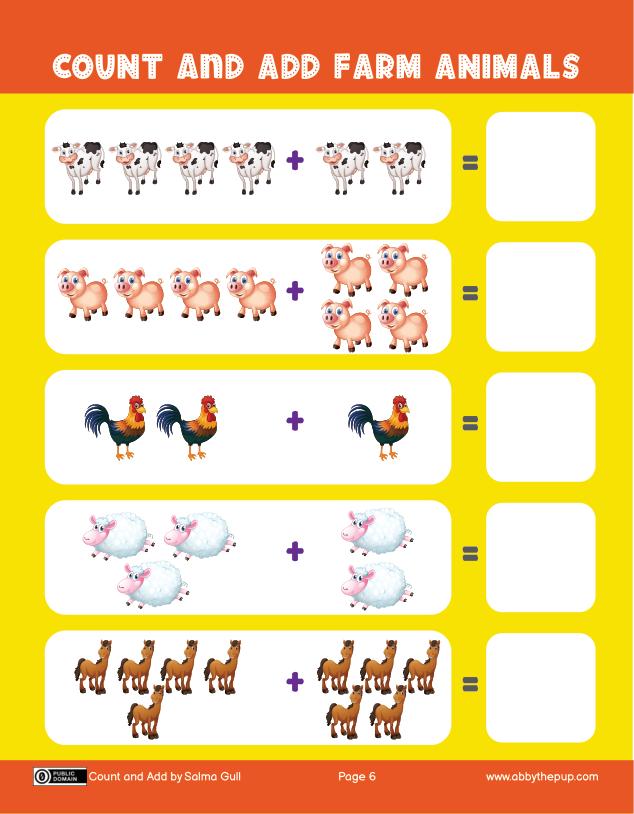 COUNT AND ADD FARM ANIMALS
+ =
+ =
+ =
+ =
+ =
PUBLIC DOMAIN Count and Add by Salma Gull Page 6 www.abbythepup.com